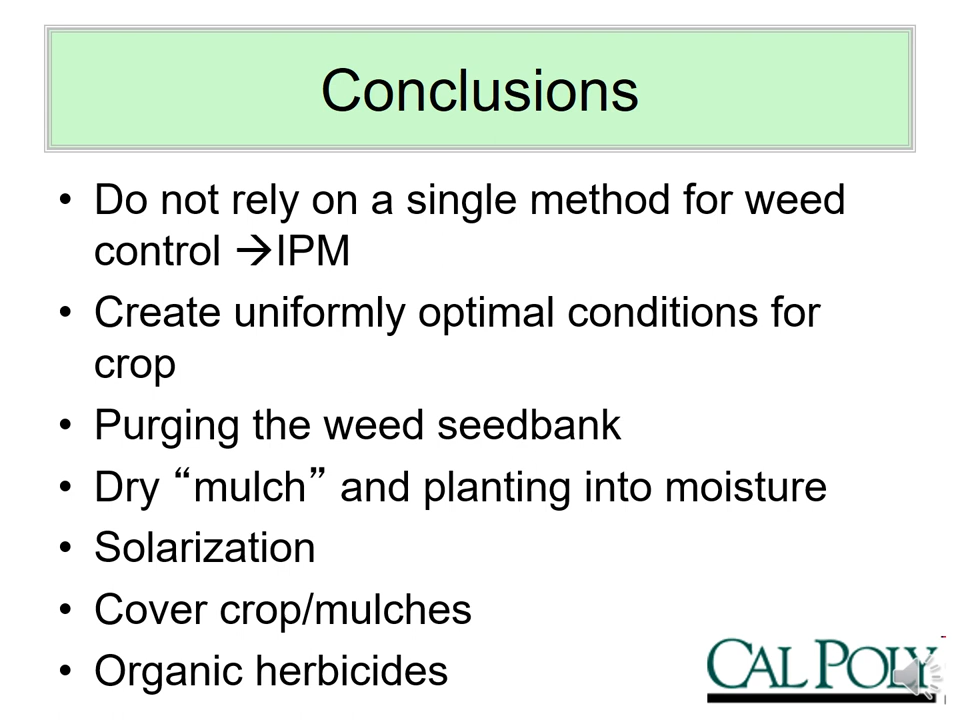 Conclusions
• Do not rely on a single method for weed
control →IPM
• Create uniformly optimal conditions for
crop
• Purging the weed seedbank
• Dry “mulch” and planting into moisture
• Solarization
• Cover crop/mulches
• Organic herbicides
CAL POLY